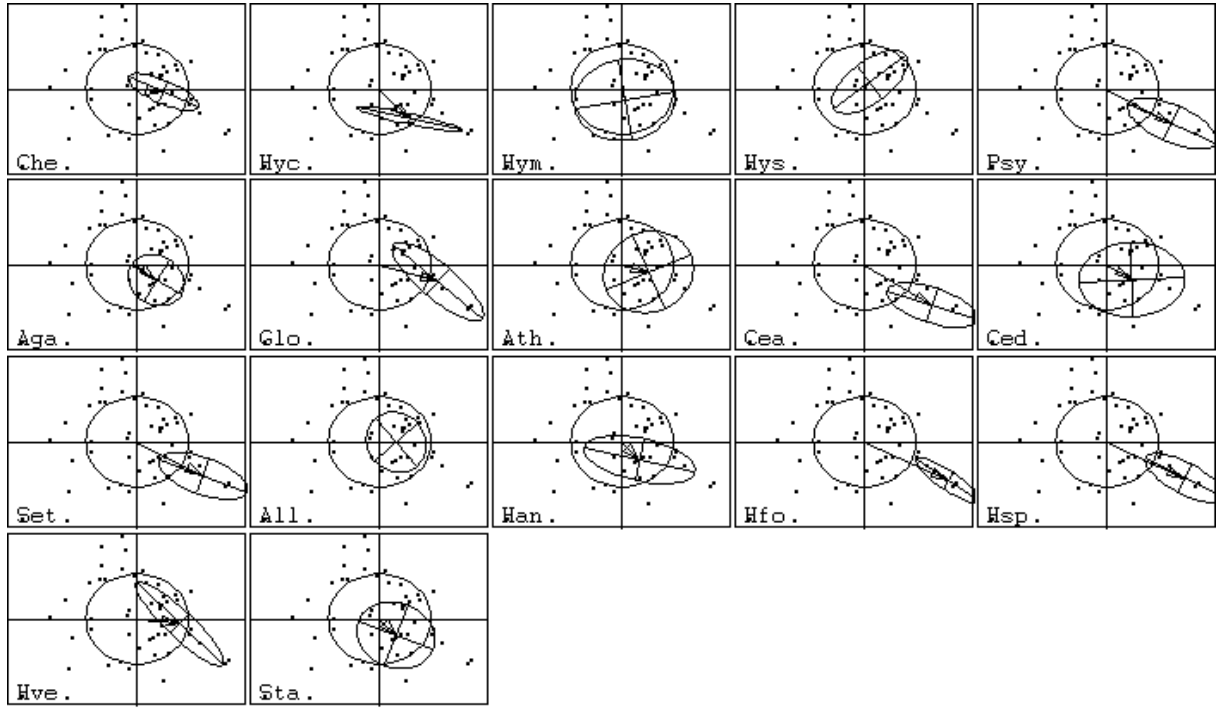 Che. Hyc. Hym. Hys. Psy.
Aga. Glo. Ath. Cea. Ced.
Set. All. Han. Hfo. Hsp.
Hve. Sta.